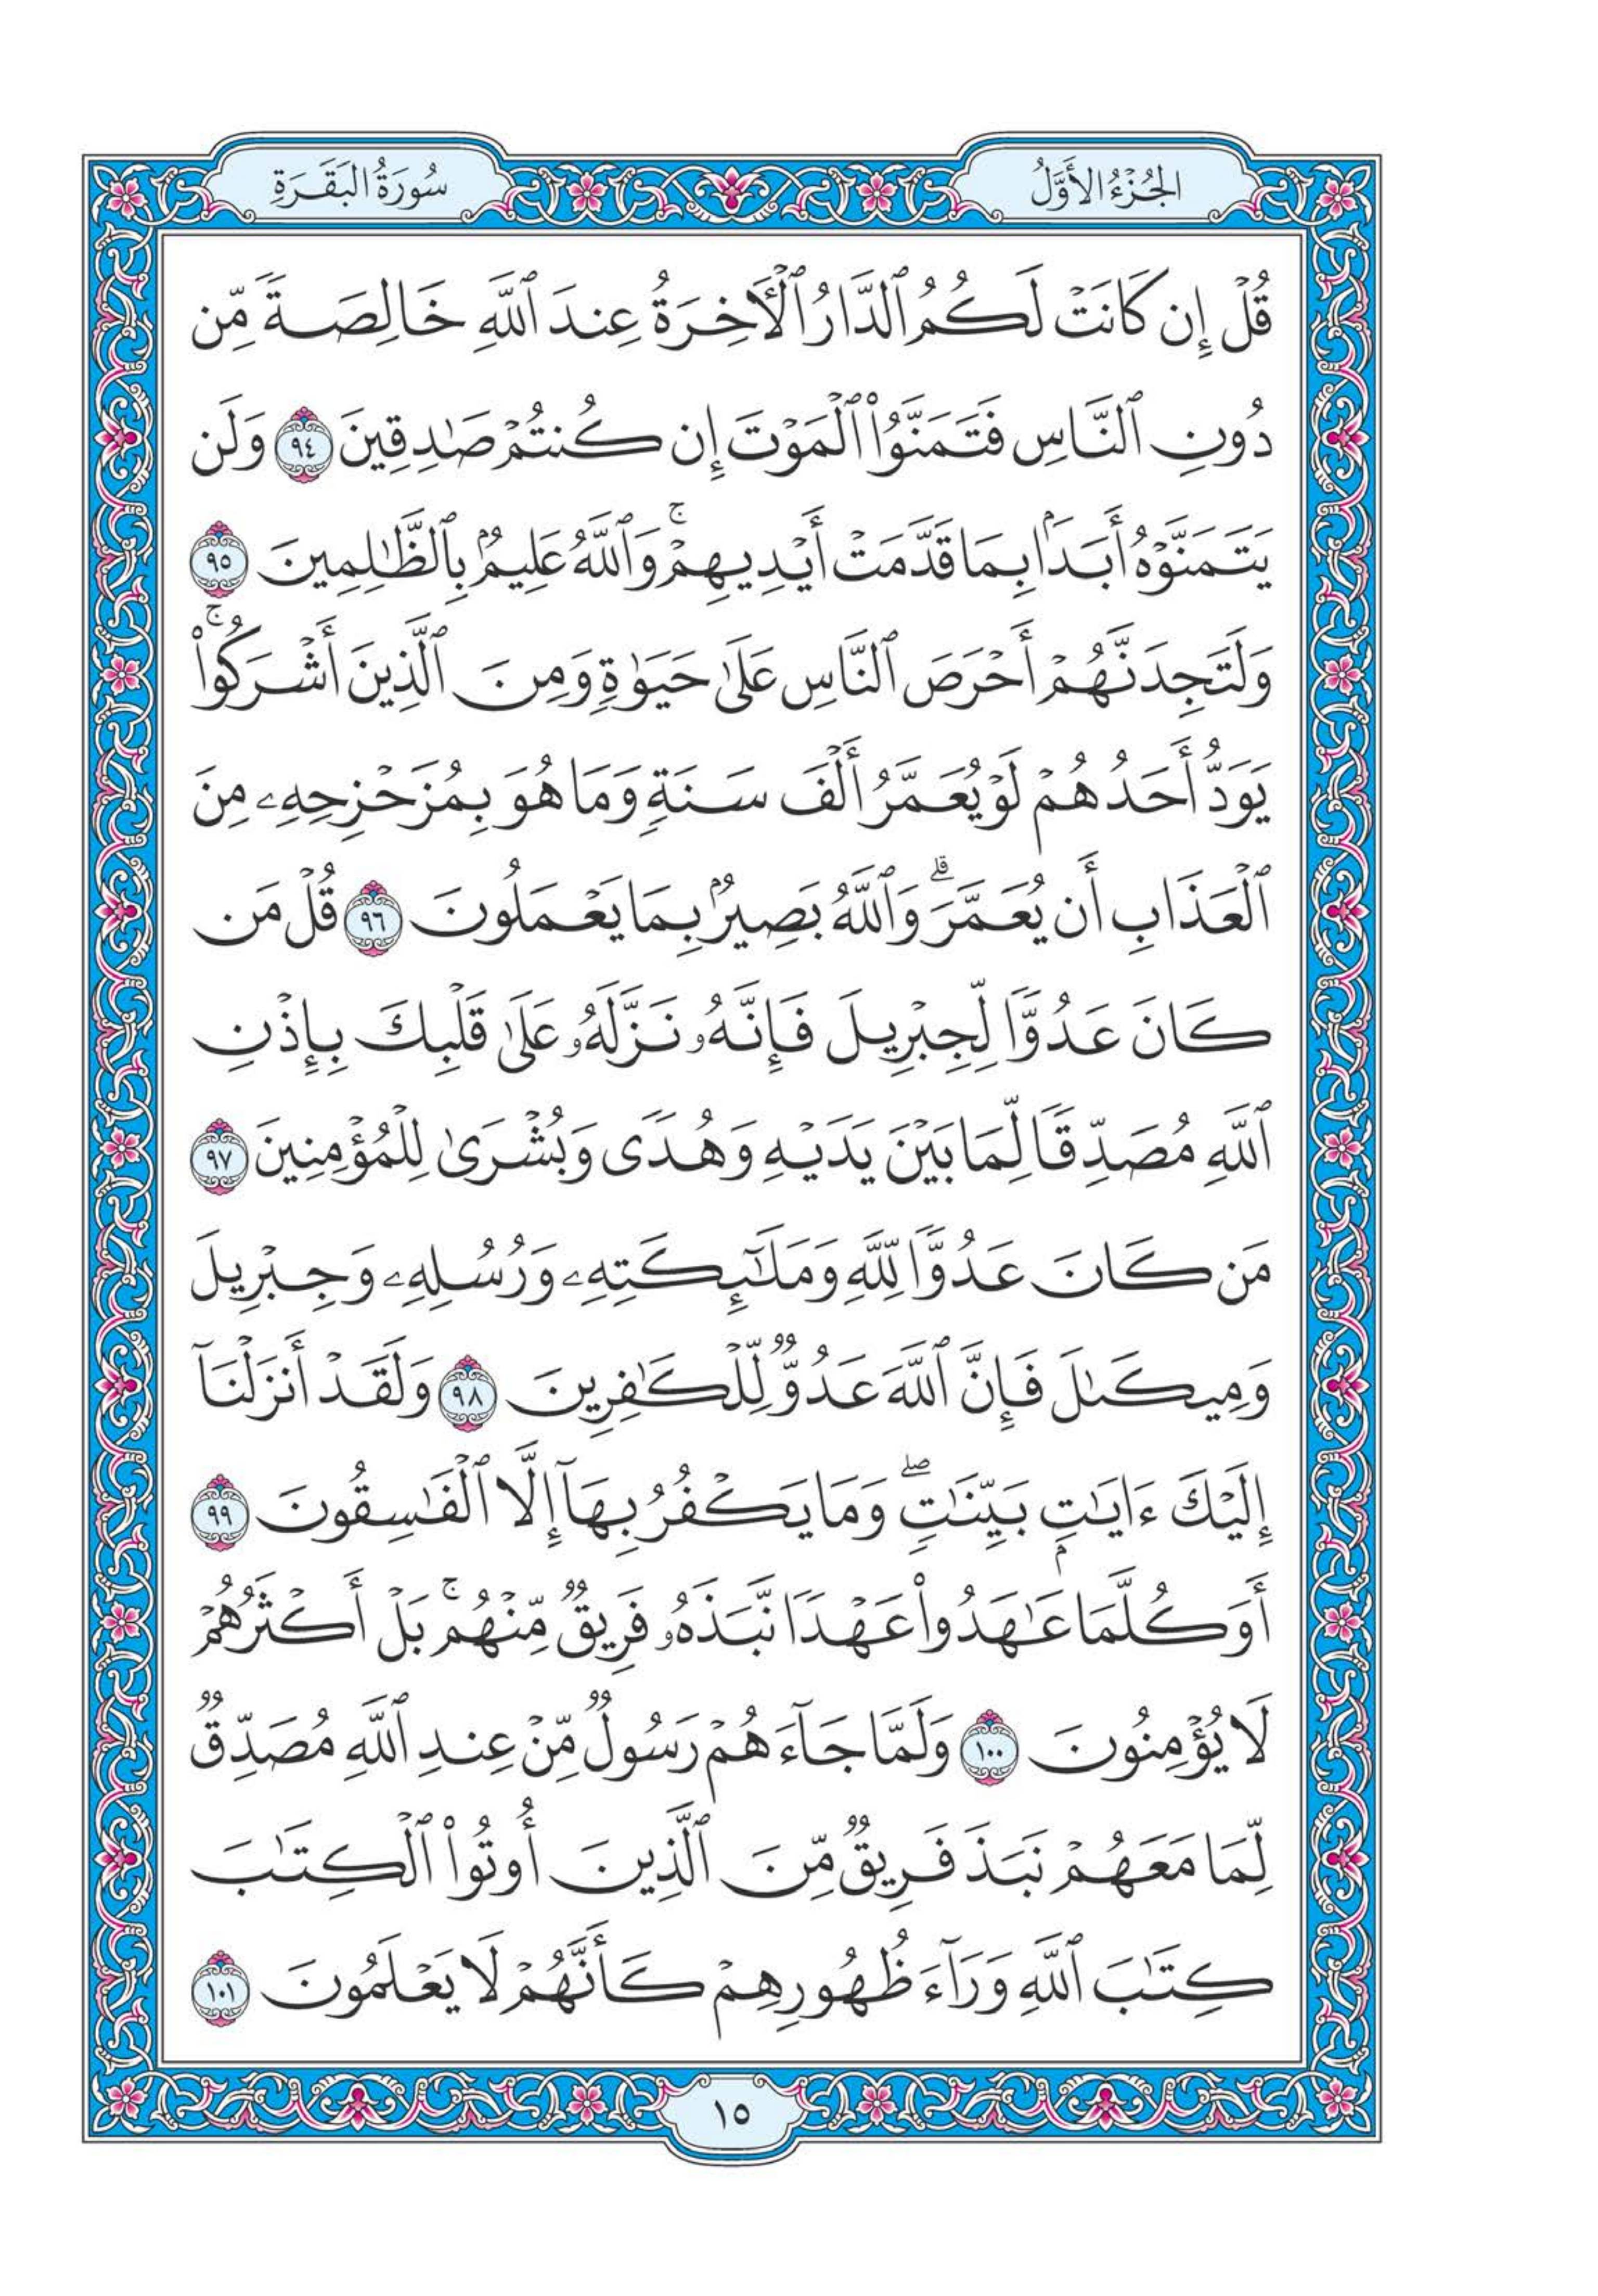 الجُزْءُ الأَوَّلُ
سُورَةُ البَقَرَةِ
قُلْ إِن كَانَتْ لَكُمُ ٱلدَّارُ ٱلْأَخِرَةُ عِندَ ٱللَّهِ خَالِصَةً مِّن
دُونِ ٱلنَّاسِ فَتَمَنَّوُا۟ ٱلْمَوْتَ إِن كُنتُمْ صَٰدِقِينَ ٩٤ وَلَن
يَتَمَنَّوْهُ أَبَدًۢا بِمَا قَدَّمَتْ أَيْدِيهِمْ ۚ وَٱللَّهُ عَلِيمٌۢ بِٱلظَّٰلِمِينَ ٩٥
وَلَتَجِدَنَّهُمْ أَحْرَصَ ٱلنَّاسِ عَلَىٰ حَيَوٰةٍ وَمِنَ ٱلَّذِينَ أَشْرَكُوا۟ ۚ
يَوَدُّ أَحَدُهُمْ لَوْ يُعَمَّرُ أَلْفَ سَنَةٍ وَمَا هُوَ بِمُزَحْزِحِهِۦ مِنَ
ٱلْعَذَابِ أَن يُعَمَّرَ ۗ وَٱللَّهُ بَصِيرٌۢ بِمَا يَعْمَلُونَ ٩٦ قُلْ مَن
كَانَ عَدُوًّا لِّجِبْرِيلَ فَإِنَّهُۥ نَزَّلَهُۥ عَلَىٰ قَلْبِكَ بِإِذْنِ
ٱللَّهِ مُصَدِّقًا لِّمَا بَيْنَ يَدَيْهِ وَهُدًى وَبُشْرَىٰ لِلْمُؤْمِنِينَ ٩٧
مَن كَانَ عَدُوًّا لِّلَّهِ وَمَلَٰٓئِكَتِهِۦ وَرُسُلِهِۦ وَجِبْرِيلَ
وَمِيكَىٰلَ فَإِنَّ ٱللَّهَ عَدُوٌّ لِّلْكَٰفِرِينَ ٩٨ وَلَقَدْ أَنزَلْنَآ
إِلَيْكَ ءَايَٰتٍۭ بَيِّنَٰتٍ ۖ وَمَا يَكْفُرُ بِهَآ إِلَّا ٱلْفَٰسِقُونَ ٩٩
أَوَكُلَّمَا عَٰهَدُوا۟ عَهْدًا نَّبَذَهُۥ فَرِيقٌ مِّنْهُم ۚ بَلْ أَكْثَرُهُمْ
لَا يُؤْمِنُونَ ١٠٠ وَلَمَّا جَآءَهُمْ رَسُولٌ مِّنْ عِندِ ٱللَّهِ مُصَدِّقٌ
لِّمَا مَعَهُمْ نَبَذَ فَرِيقٌ مِّنَ ٱلَّذِينَ أُوتُوا۟ ٱلْكِتَٰبَ
كِتَٰبَ ٱللَّهِ وَرَآءَ ظُهُورِهِمْ كَأَنَّهُمْ لَا يَعْلَمُونَ ١٠١
١٥